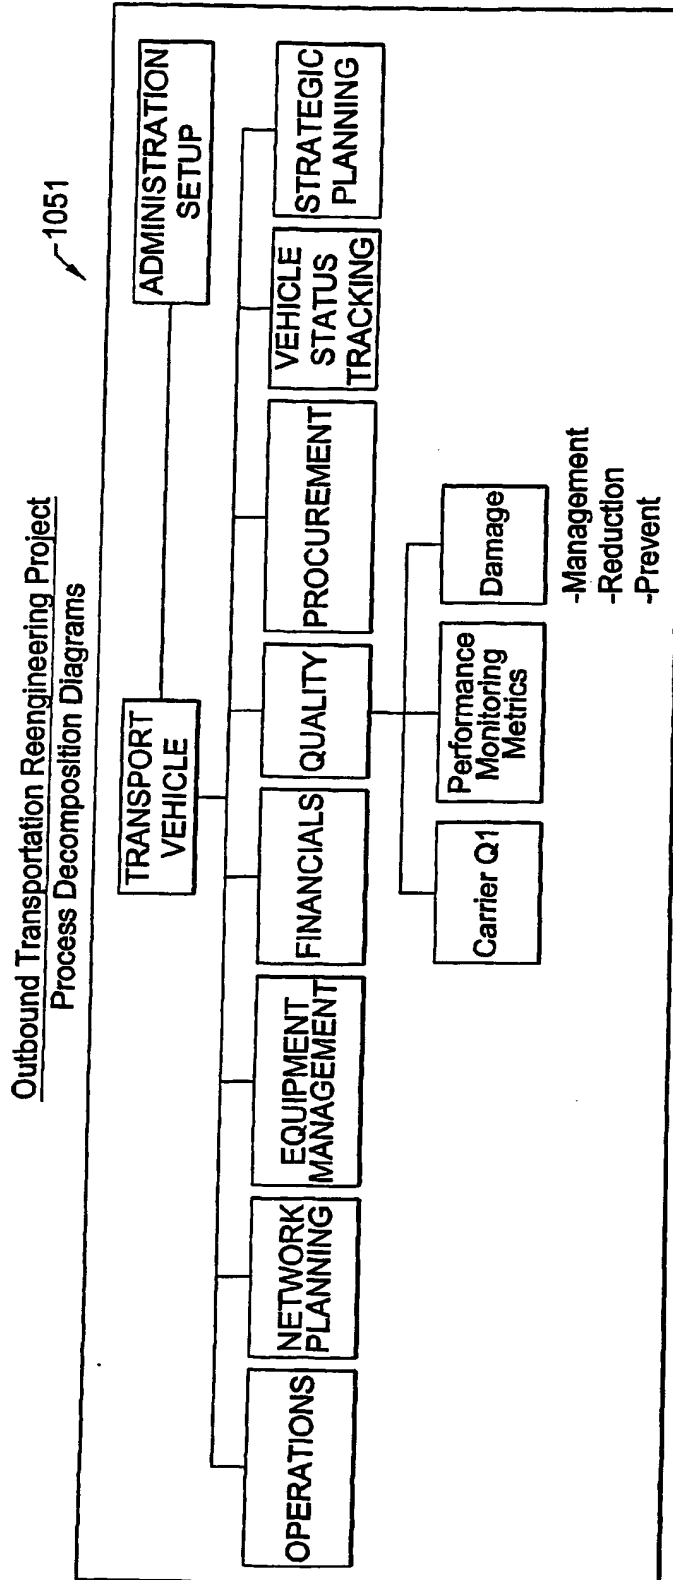 Outbound Transportation Reengineering Project
Process Decomposition Diagrams
1051
TRANSPORT
VEHICLE
ADMINISTRATION
SETUP
OPERATIONS
NETWORK
PLANNING
EQUIPMENT
MANAGEMENT
FINANCIALS
QUALITY
PROCUREMENT
VEHICLE
STATUS
TRACKING
STRATEGIC
PLANNING
Carrier Q1
Performance
Monitoring
Metrics
Damage
-Management
-Reduction
-Prevent